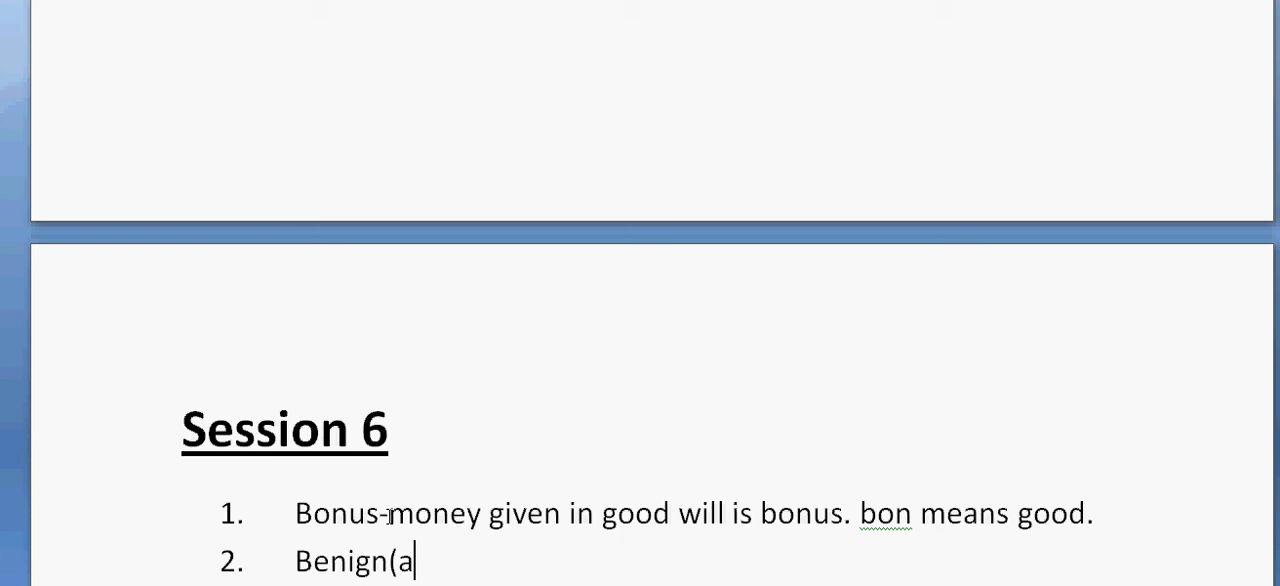 Session 6
1. Bonus-money given in good will is bonus. bon means good.
2. Benign(a